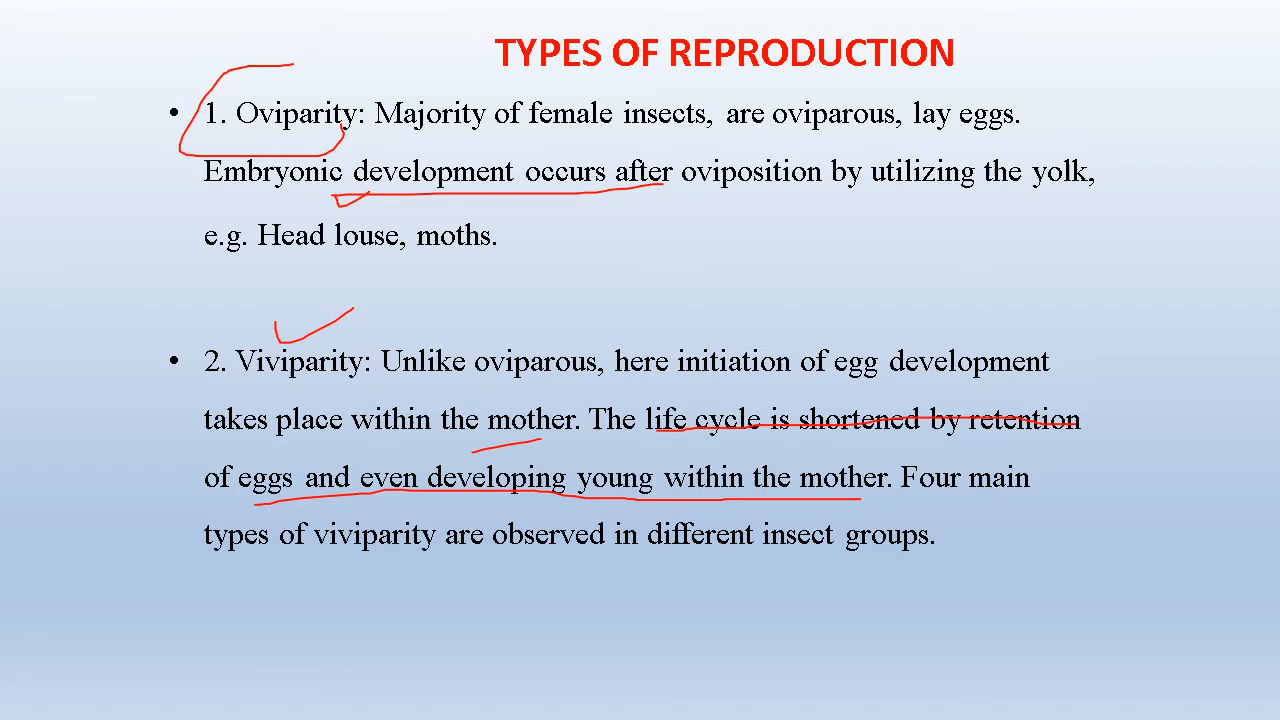 TYPES OF REPRODUCTION
• 1. Oviparity: Majority of female insects, are oviparous, lay eggs.
Embryonic development occurs after oviposition by utilizing the yolk,
e.g. Head louse, moths.
• 2. Viviparity: Unlike oviparous, here initiation of egg development
takes place within the mother. The life cycle is shortened by retention
of eggs and even developing young within the mother. Four main
types of viviparity are observed in different insect groups.